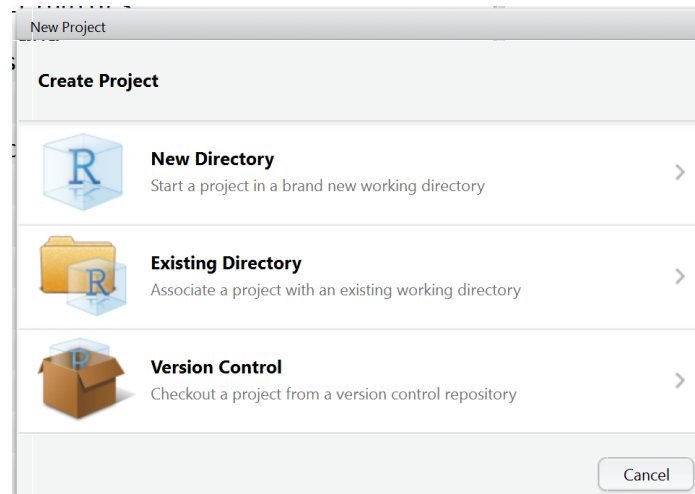 New Project
Create Project
R
New Directory
Start a project in a brand new working directory
R
Existing Directory
Associate a project with an existing working directory
R
Version Control
Checkout a project from a version control repository
Cancel